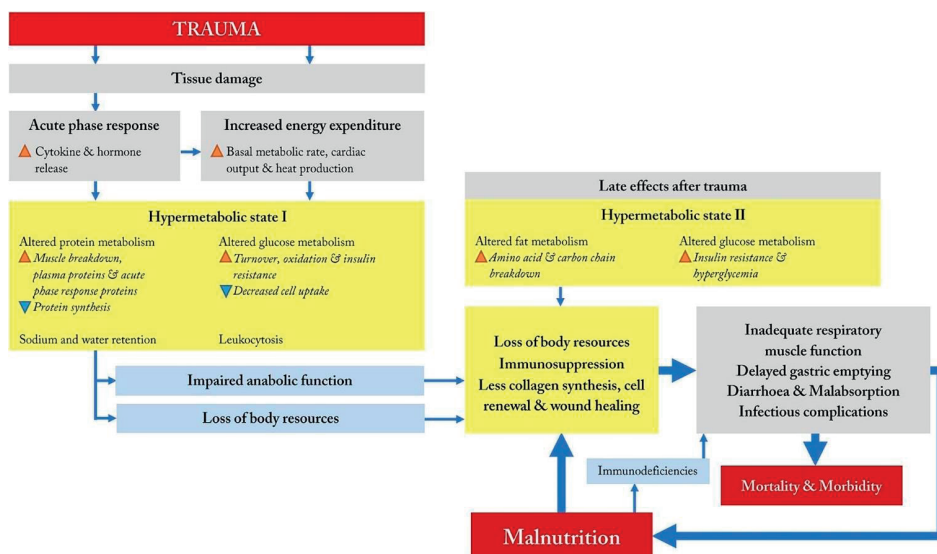 TRAUMA
Tissue damage
Acute phase response
Cytokine & hormone
release
Increased energy expenditure
Basal metabolic rate, cardiac
output & heat production
Hypermetabolic state I
Altered protein metabolism
Muscle breakdown,
plasma proteins & acute
phase response proteins
Protein synthesis
Sodium and water retention
Altered glucose metabolism
Turnover, oxidation & insulin
resistance
Decreased cell uptake
Leukocytosis
Late effects after trauma
Hypermetabolic state II
Altered fat metabolism
Amino acid & carbon chain
breakdown
Altered glucose metabolism
Insulin resistance &
hyperglycemia
Impaired anabolic function
Loss of body resources
Loss of body resources
Immunosuppression
Less collagen synthesis, cell
renewal & wound healing
Inadequate respiratory
muscle function
Delayed gastric emptying
Diarrhoea & Malabsorption
Infectious complications
Immunodeficiencies
Mortality & Morbidity
Malnutrition